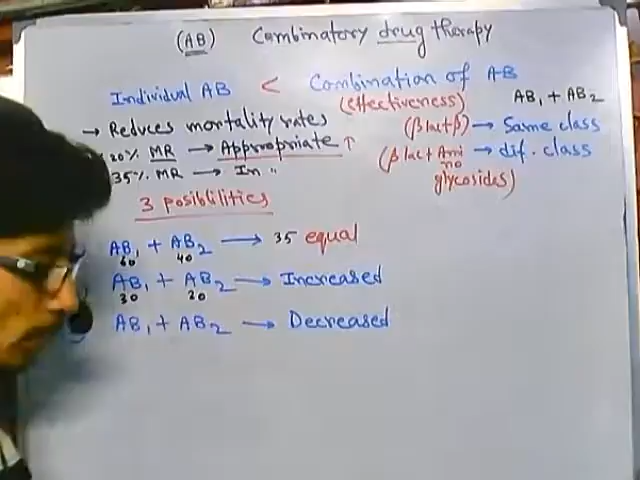 (AB) Combinatory drug therapy
Individual AB < Combination of AB
(effectiveness) AB1 + AB2
→ Reduces mortality rates (β lact+β) → Same class
20% MR → Appropriate ↑ (β lact + Ami → dif. class
no
35% MR → In " glycosides)
3 posiblilities
AB1 + AB2 → 35 equal
60 40
AB1 + AB2 → Increased
30 20
AB1 + AB2 → Decreased